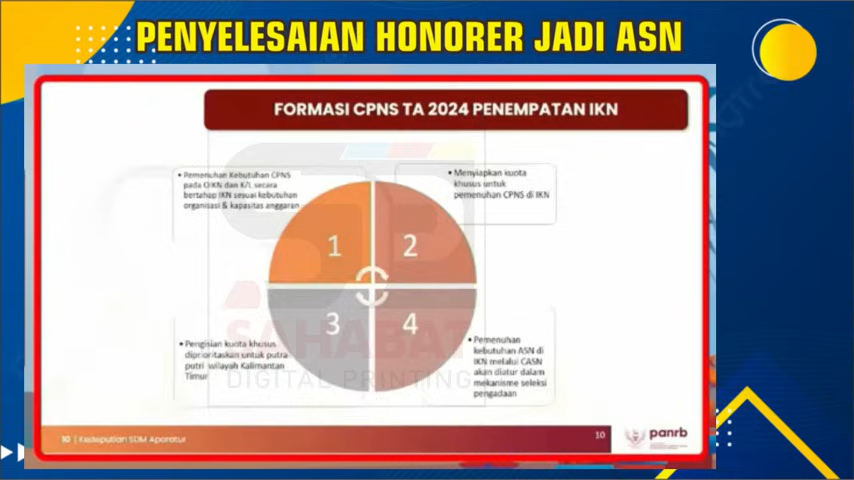 PENYELESAIAN HONORER JADI ASN
FORMASI CPNS TA 2024 PENEMPATAN IKN
• Pemenuhan Kebutuhan CPNS
pada OIKN dan K/L secara
bertahap IKN sesuai kebutuhan
organisasi & kapasitas anggaran
• Menyiapkan kuota
khusus untuk
pemenuhan CPNS di IKN
1
2
3
4
• Pengisian kuota khusus
diprioritaskan untuk putra-
putri wilayah Kalimantan
Timur
• Pemenuhan
kebutuhan ASN di
IKN melalui CASN
akan diatur dalam
mekanisme seleksi
pengadaan
SAHABAT
DIGITAL PRINTING
10 | Kedeputian SDM Aparatur
10
panrb